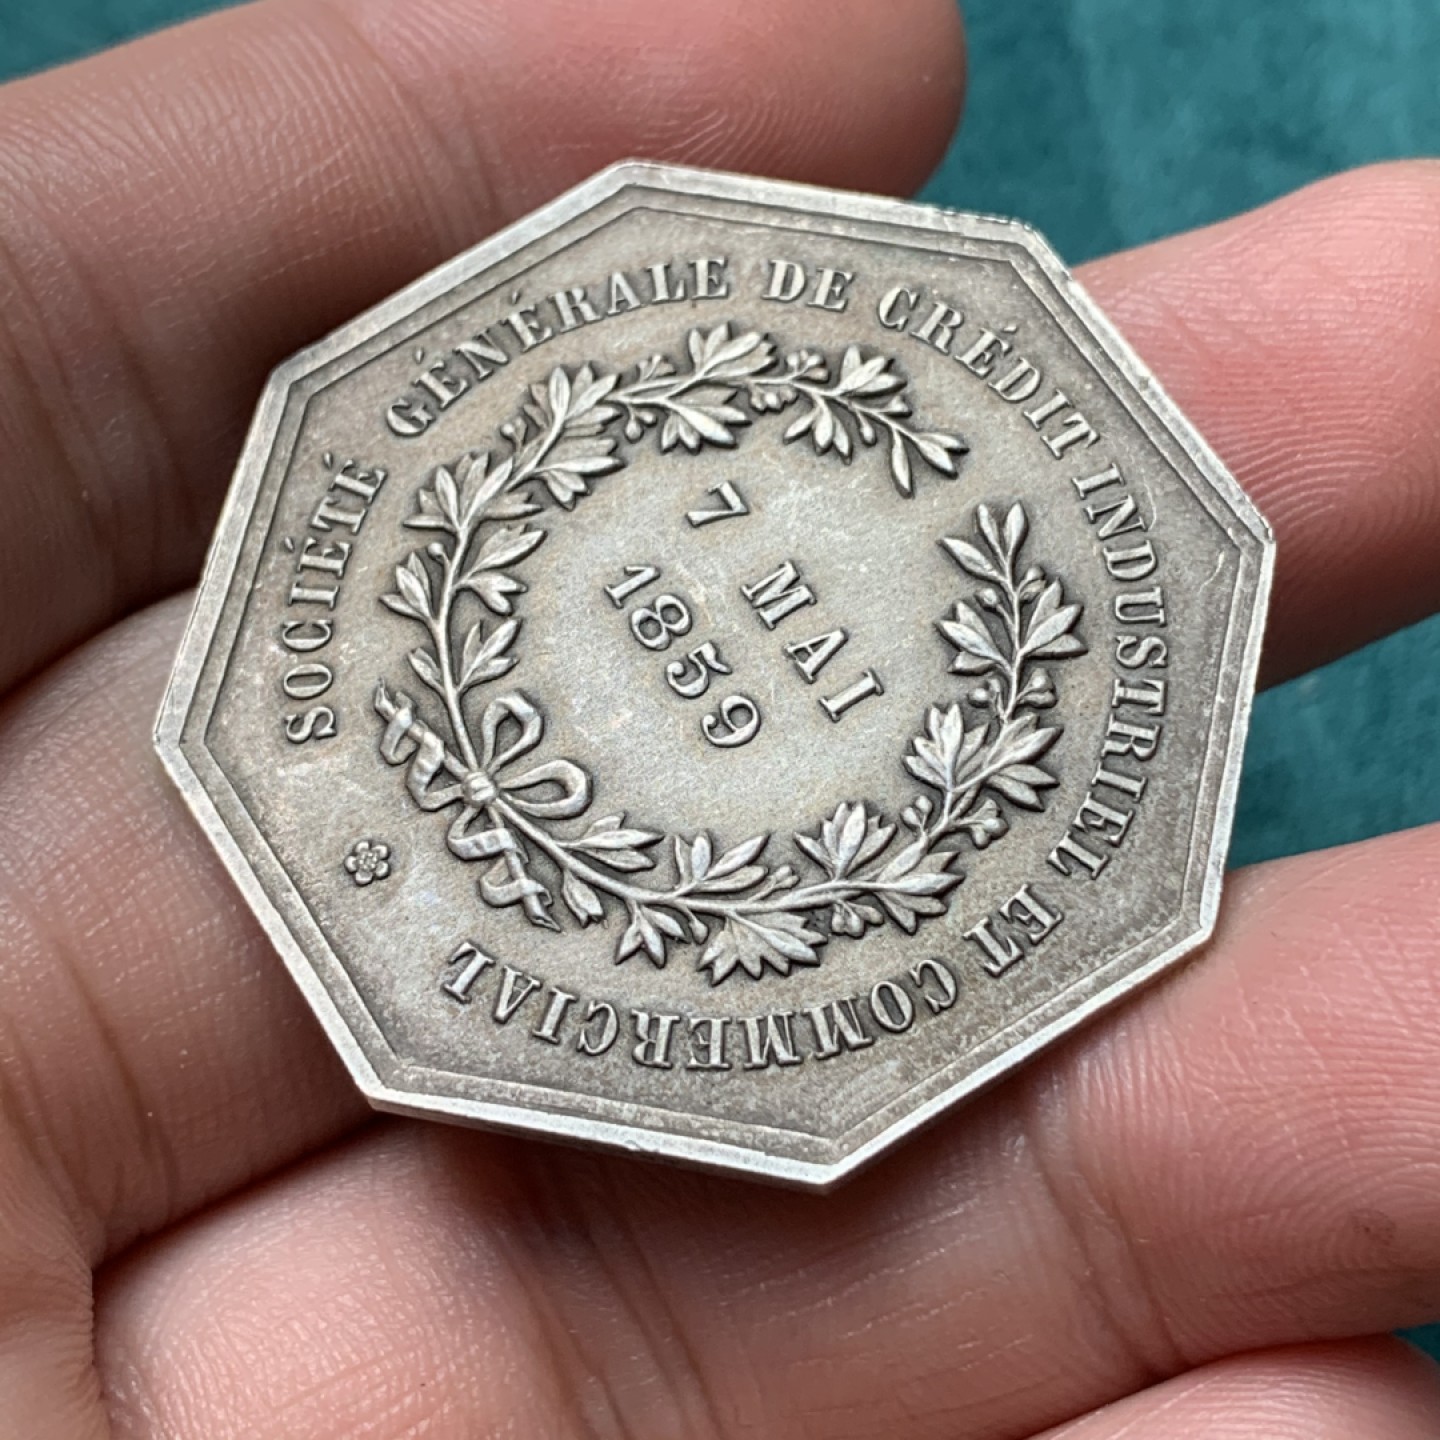 SOCIÉTÉ GÉNÉRALE DE CRÉDIT INDUSTRIEL ET COMMERCIAL
7 MAI
1859